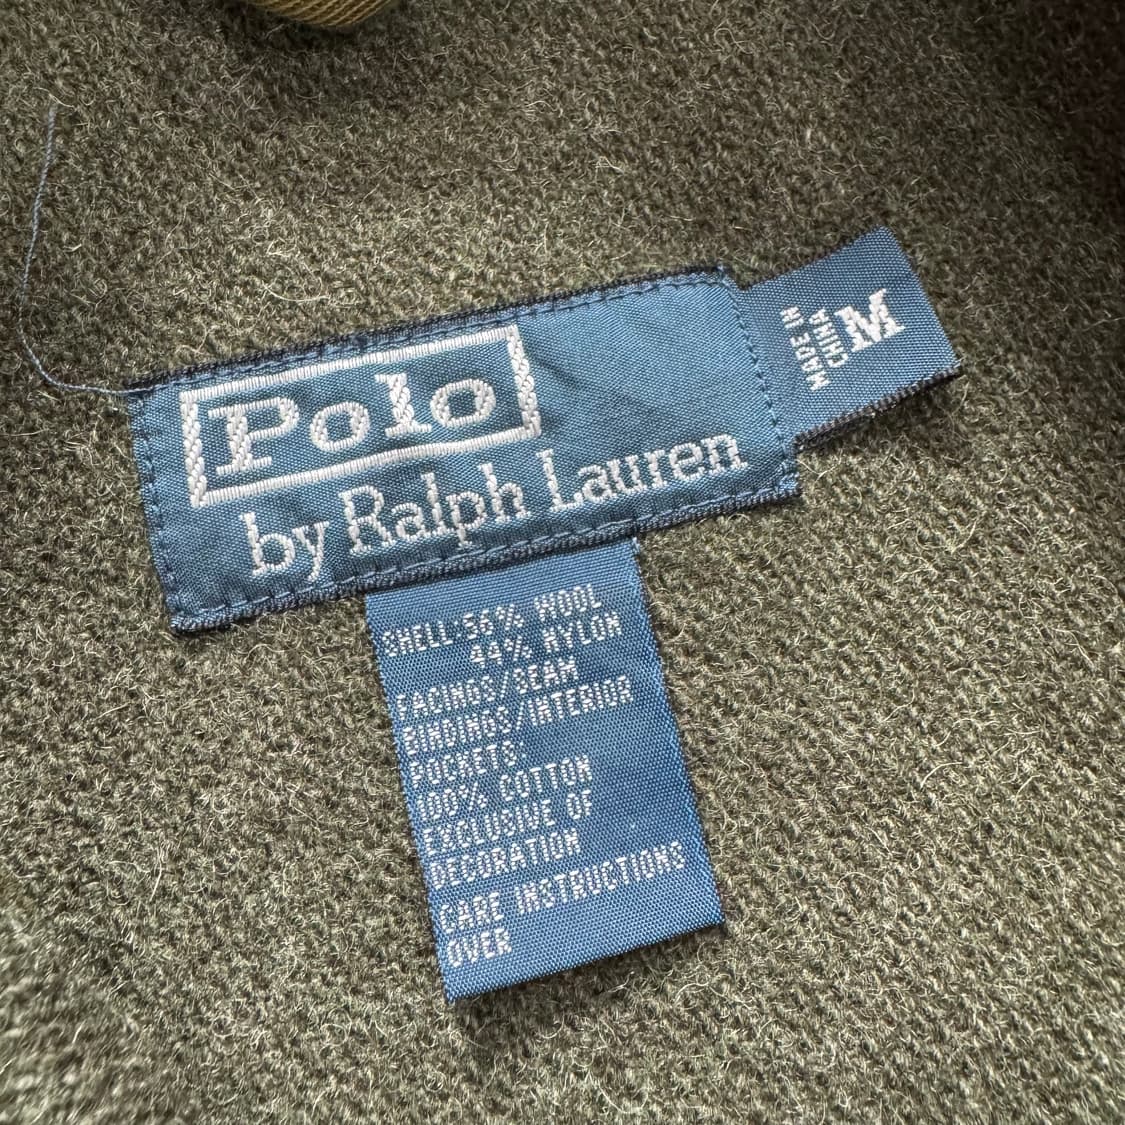 Polo
by Ralph Lauren
MADE IN
CHINA
M
SHELL:56% WOOL
44% NYLON
FACINGS/SEAM
BINDINGS/INTERIOR
POCKETS:
100% COTTON
EXCLUSIVE OF
DECORATION
CARE INSTRUCTIONS
OVER